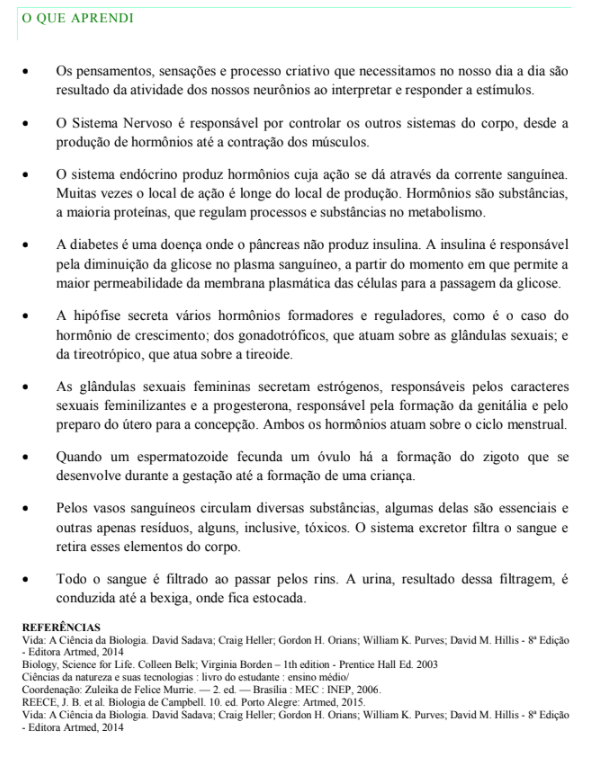 O QUE APRENDI
• Os pensamentos, sensações e processo criativo que necessitamos no nosso dia a dia são
resultado da atividade dos nossos neurônios ao interpretar e responder a estímulos.
• O Sistema Nervoso é responsável por controlar os outros sistemas do corpo, desde a
produção de hormônios até a contração dos músculos.
• O sistema endócrino produz hormônios cuja ação se dá através da corrente sanguínea.
Muitas vezes o local de ação é longe do local de produção. Hormônios são substâncias,
a maioria proteínas, que regulam processos e substâncias no metabolismo.
• A diabetes é uma doença onde o pâncreas não produz insulina. A insulina é responsável
pela diminuição da glicose no plasma sanguíneo, a partir do momento em que permite a
maior permeabilidade da membrana plasmática das células para a passagem da glicose.
• A hipófise secreta vários hormônios formadores e reguladores, como é o caso do
hormônio de crescimento; dos gonadotróficos, que atuam sobre as glândulas sexuais; e
da tireotrópico, que atua sobre a tireoide.
• As glândulas sexuais femininas secretam estrógenos, responsáveis pelos caracteres
sexuais feminilizantes e a progesterona, responsável pela formação da genitália e pelo
preparo do útero para a concepção. Ambos os hormônios atuam sobre o ciclo menstrual.
• Quando um espermatozoide fecunda um óvulo há a formação do zigoto que se
desenvolve durante a gestação até a formação de uma criança.
• Pelos vasos sanguíneos circulam diversas substâncias, algumas delas são essenciais e
outras apenas resíduos, alguns, inclusive, tóxicos. O sistema excretor filtra o sangue e
retira esses elementos do corpo.
• Todo o sangue é filtrado ao passar pelos rins. A urina, resultado dessa filtragem, é
conduzida até a bexiga, onde fica estocada.
REFERÊNCIAS
Vida: A Ciência da Biologia. David Sadava; Craig Heller; Gordon H. Orians; William K. Purves; David M. Hillis - 8ª Edição
- Editora Artmed, 2014
Biology, Science for Life. Colleen Belk; Virginia Borden – 1th edition - Prentice Hall Ed. 2003
Ciências da natureza e suas tecnologias : livro do estudante : ensino médio/
Coordenação: Zuleika de Felice Murrie. — 2. ed. — Brasília : MEC : INEP, 2006.
REECE, J. B. et al. Biologia de Campbell. 10. ed. Porto Alegre: Artmed, 2015.
Vida: A Ciência da Biologia. David Sadava; Craig Heller; Gordon H. Orians; William K. Purves; David M. Hillis - 8ª Edição
- Editora Artmed, 2014